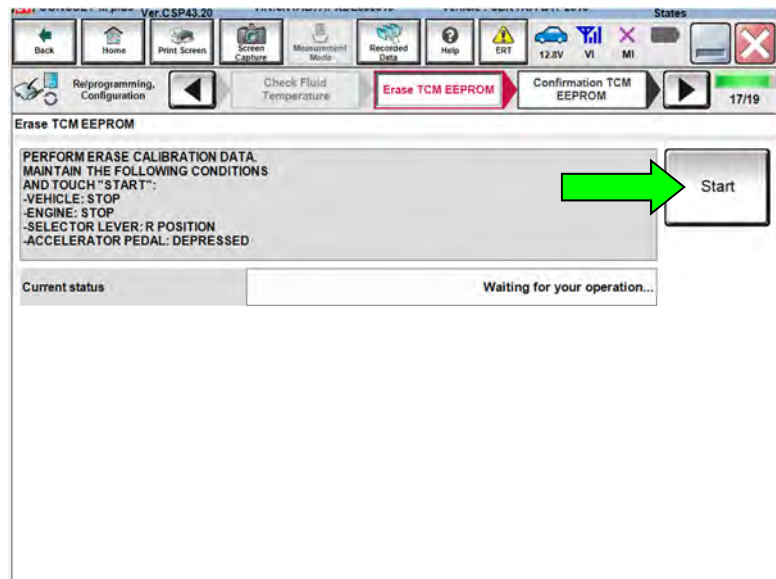 Ver.CSP43.20
States
Back
Home
Print Screen
Screen
Capture
Measurement
Mode
Recorded
Data
Help
ERT
12.8V
VI
MI
Re/programming,
Configuration
Check Fluid
Temperature
Erase TCM EEPROM
Confirmation TCM
EEPROM
17/19
Erase TCM EEPROM
PERFORM ERASE CALIBRATION DATA.
MAINTAIN THE FOLLOWING CONDITIONS
AND TOUCH "START":
-VEHICLE: STOP
-ENGINE: STOP
-SELECTOR LEVER: R POSITION
-ACCELERATOR PEDAL: DEPRESSED
Start
Current status
Waiting for your operation...